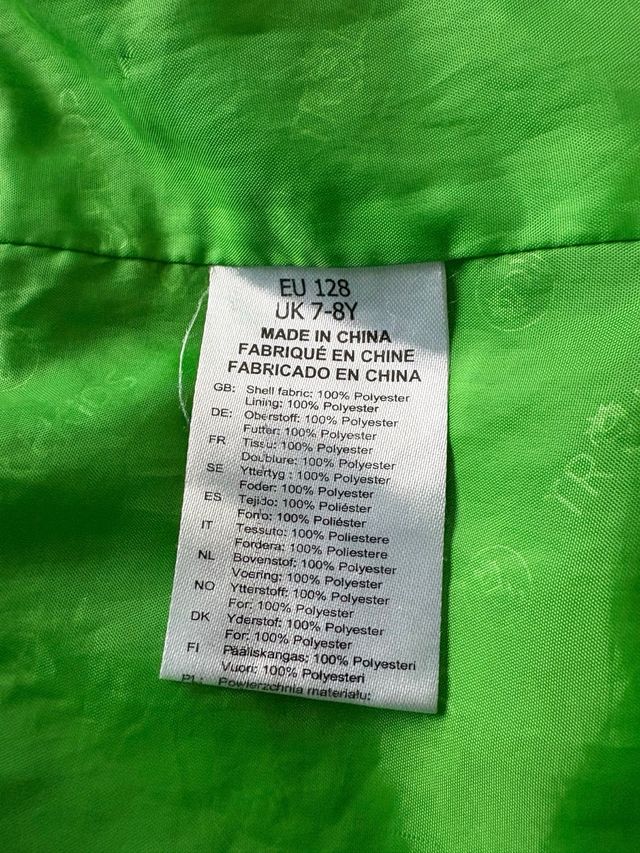 EU 128
UK 7-8Y
MADE IN CHINA
FABRIQUÉ EN CHINE
FABRICADO EN CHINA
GB: Shell fabric: 100% Polyester
Lining: 100% Polyester
DE: Oberstoff: 100% Polyester
Futter: 100% Polyester
FR Tissu: 100% Polyester
Doublure: 100% Polyester
SE Yttertyg : 100% Polyester
Foder: 100% Polyester
ES Tejido: 100% Poliéster
Forro: 100% Poliéster
IT Tessuto: 100% Poliestere
Fordera: 100% Poliestere
NL Bovenstof: 100% Polyester
Voering: 100% Polyester
NO Ytterstoff: 100% Polyester
For: 100% Polyester
DK Yderstof: 100% Polyester
For: 100% Polyester
FI Pääliskangas: 100% Polyesteri
Vuori: 100% Polyesteri
PL: Powierzchnia materiału: